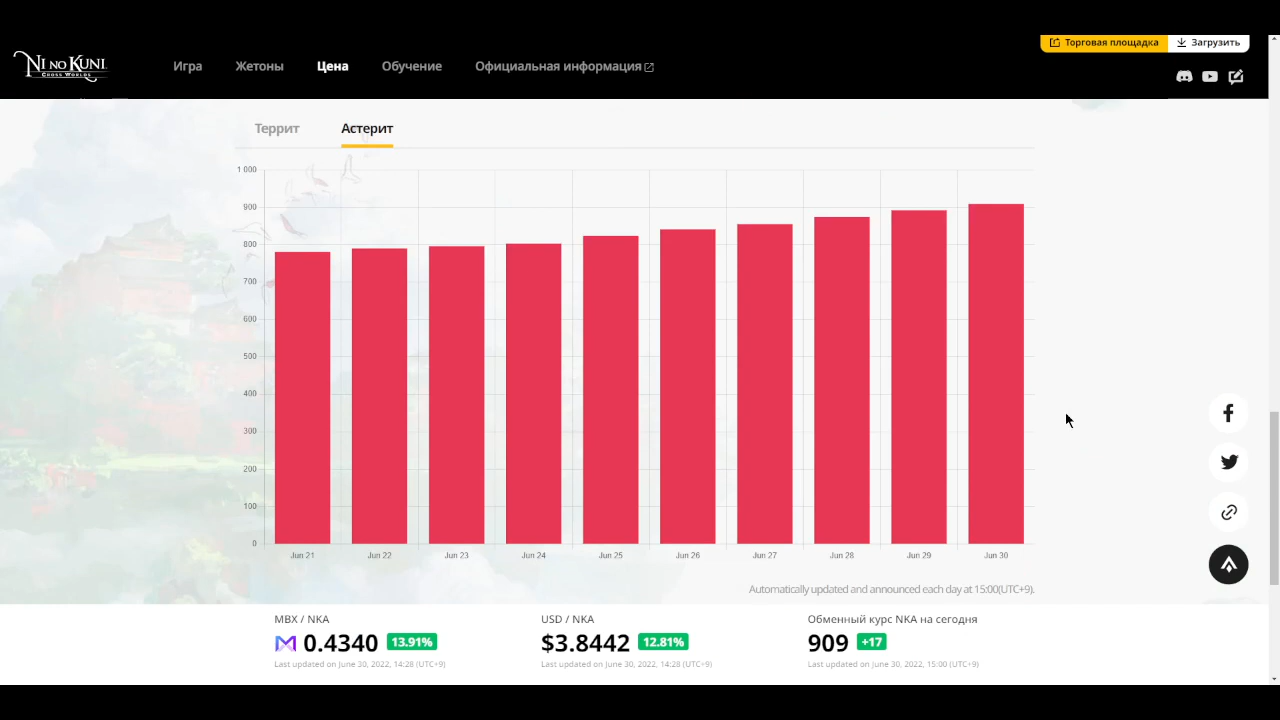 Торговая площадка
Загрузить
NI NO KUNI
CROSS WORLDS
Игра
Жетоны
Цена
Обучение
Официальная информация
Террит
Астерит
1 000
900
800
700
600
500
400
300
200
100
0
Jun 21
Jun 22
Jun 23
Jun 24
Jun 25
Jun 26
Jun 27
Jun 28
Jun 29
Jun 30
Automatically updated and announced each day at 15:00(UTC+9).
MBX / NKA
0.4340 13.91%
Last updated on June 30, 2022, 14:28 (UTC+9)
USD / NKA
$3.8442 12.81%
Last updated on June 30, 2022, 14:28 (UTC+9)
Обменный курс NKA на сегодня
909 +17
Last updated on June 30, 2022, 15:00 (UTC+9)